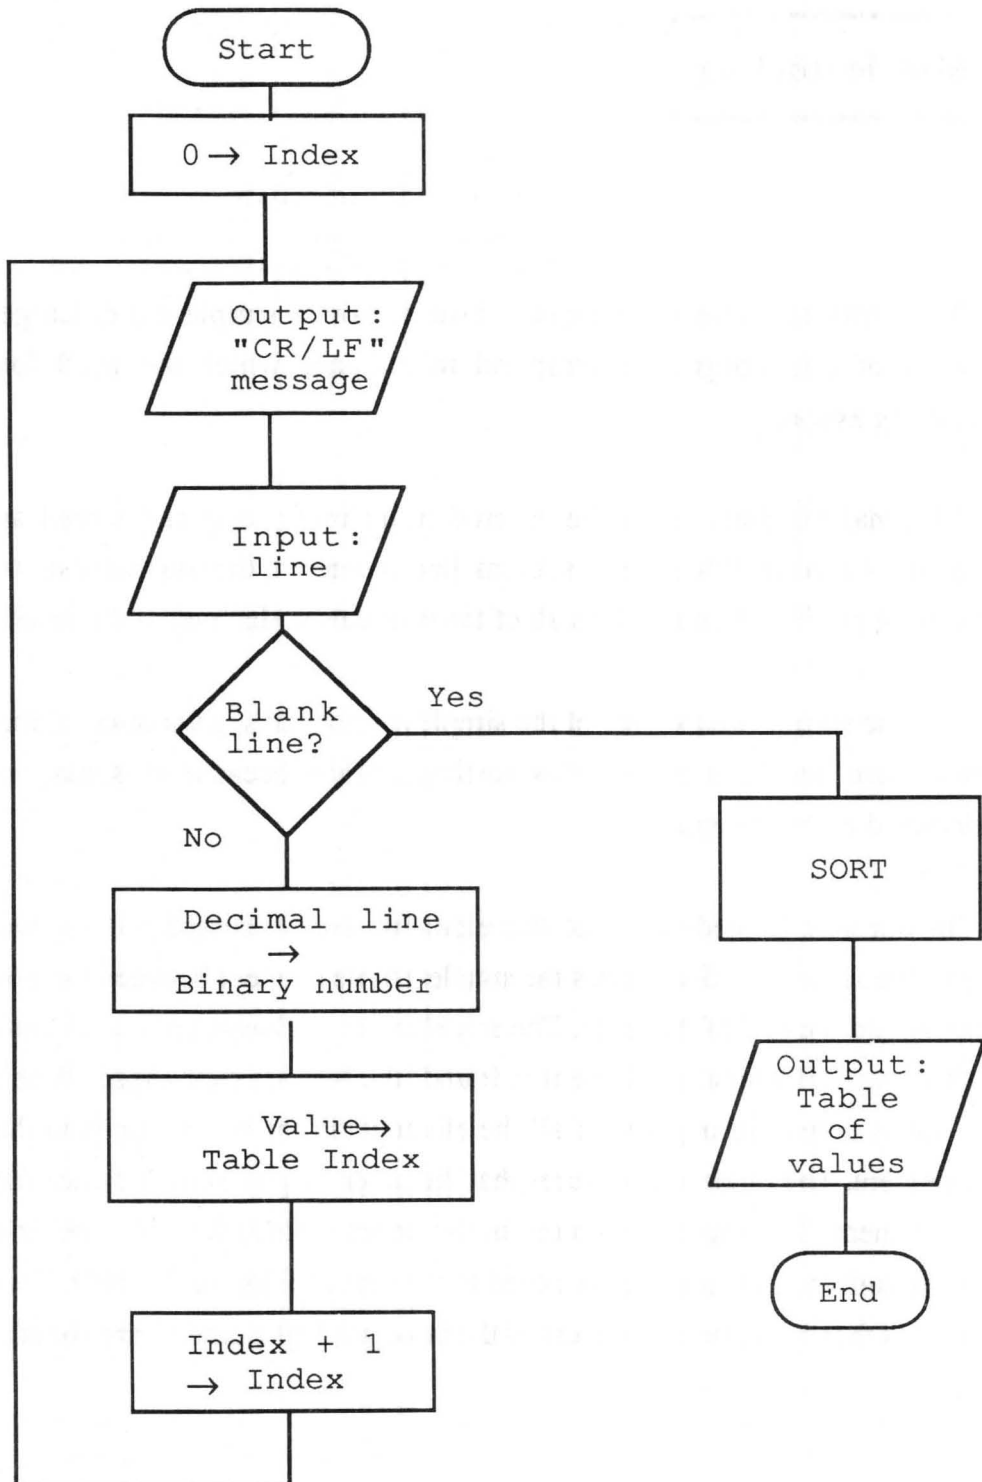 Start
0 → Index
Output:
"CR/LF"
message
Input:
line
Blank
line?
Yes
No
Decimal line
→
Binary number
Value→
Table Index
Index + 1
→ Index
SORT
Output:
Table
of
values
End